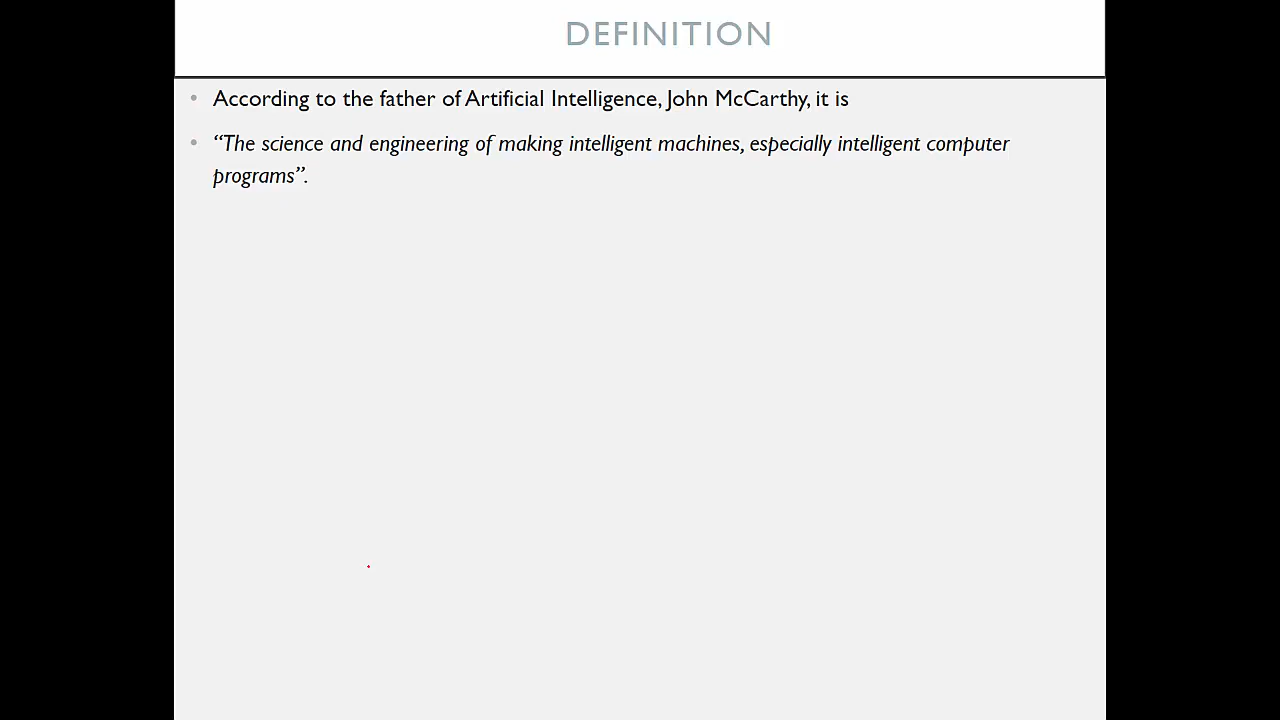 DEFINITION
• According to the father of Artificial Intelligence, John McCarthy, it is
• “The science and engineering of making intelligent machines, especially intelligent computer
programs”.